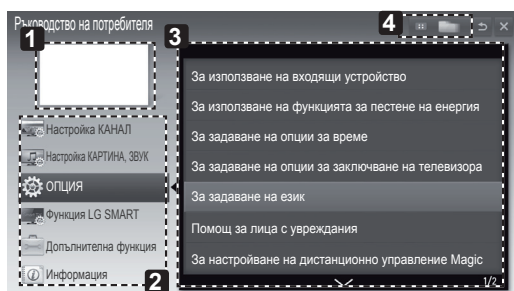 Ръководство на потребителя
1
3
4
За използване на входящи устройство
За използване на функцията за пестене на енергия
За задаване на опции за време
За задаване на опции за заключване на телевизора
За задаване на език
Помощ за лица с увреждания
За настройване на дистанционно управление Magic
1/2
Настройка КАНАЛ
Настройка КАРТИНА, ЗВУК
ОПЦИЯ
Функция LG SMART
Допълнителна функция
Информация
2